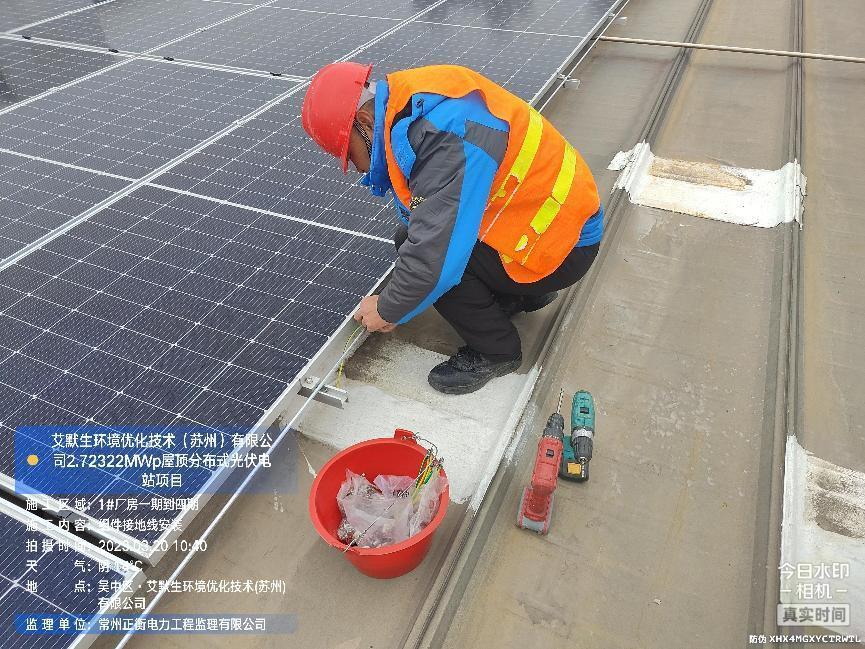 艾默生环境优化技术（苏州）有限公
司2.72322MWp屋顶分布式光伏电
站项目
施工区域：1#厂房一期到四期
施工内容：组件接地线安装
拍摄时间：2023.03.20 10:40
天　　气：阴 14℃
地　　点：吴中区·艾默生环境优化技术(苏州)
有限公司
监理单位：常州正衡电力工程监理有限公司
今日水印
相机
真实时间
防伪 XHX4MGXYCTRWTL